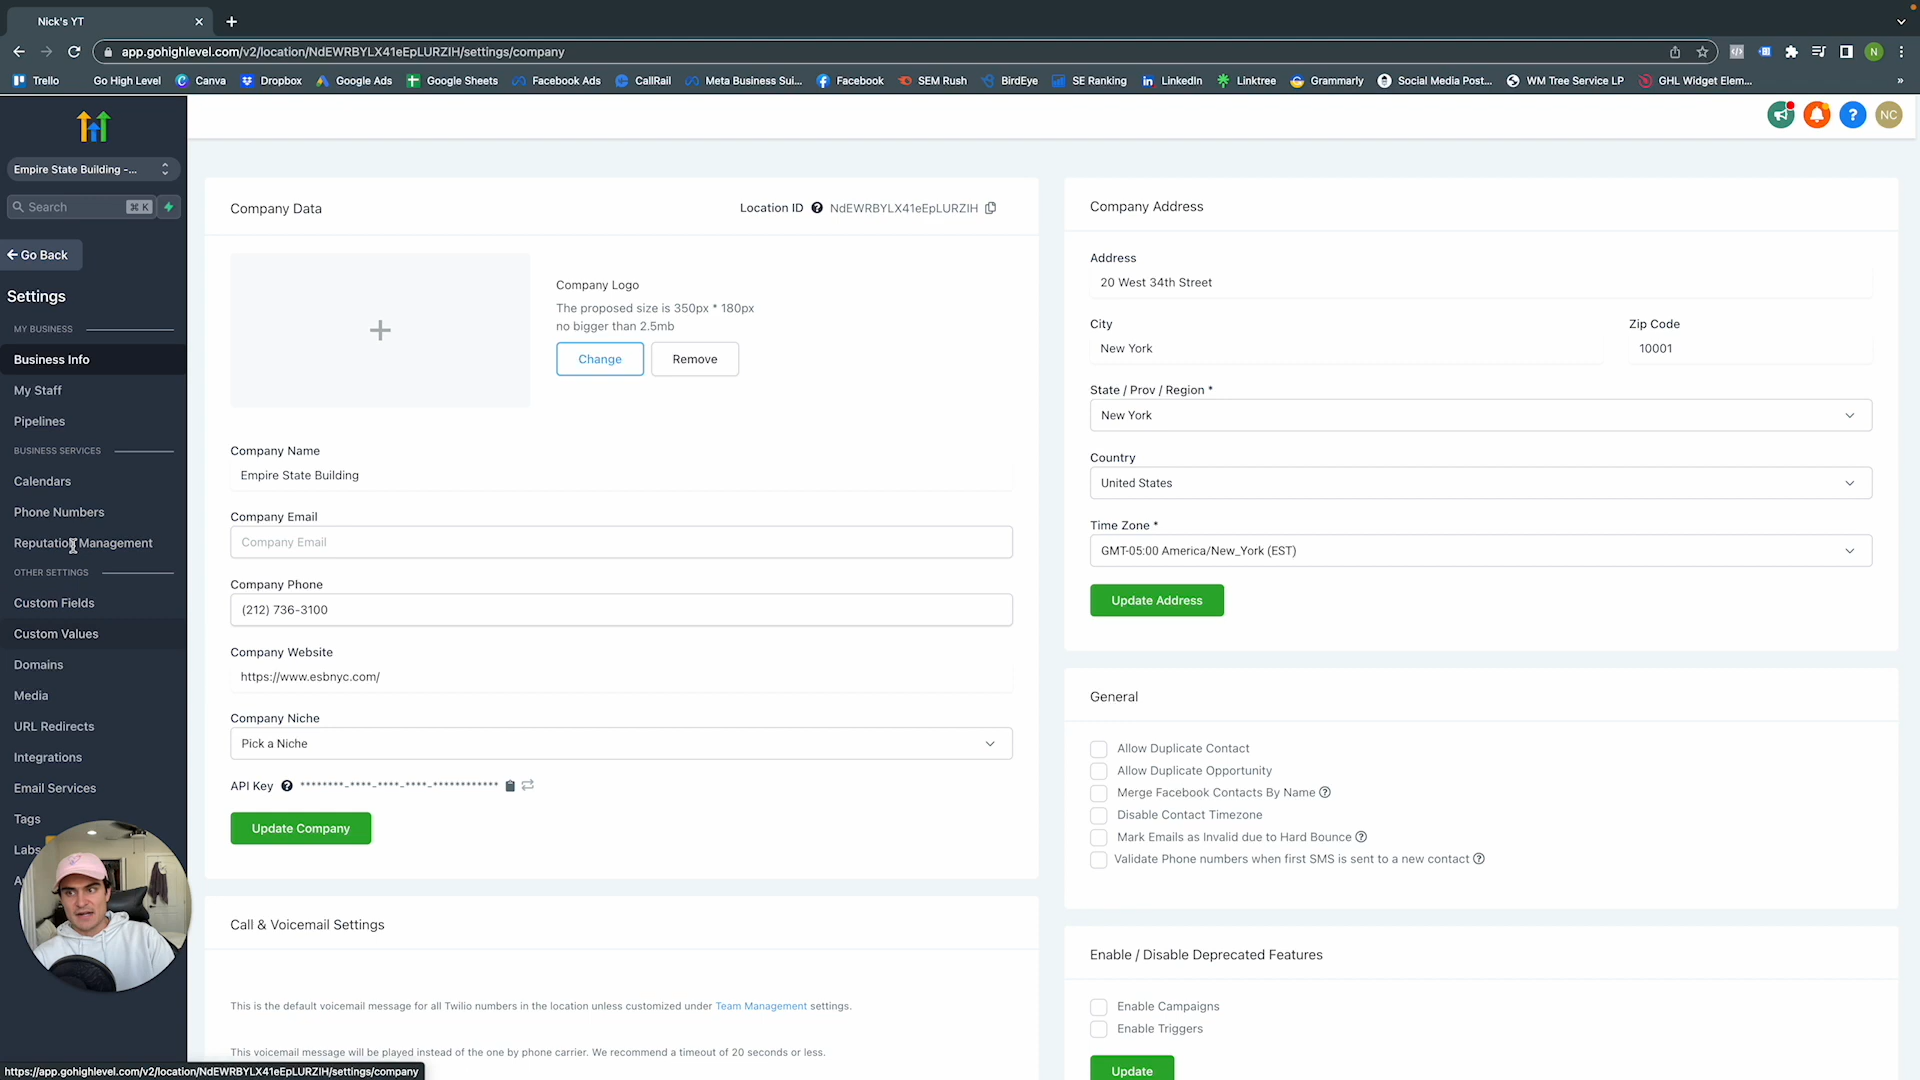 Nick's YT
app.gohighlevel.com/v2/location/NdEWRBYLX41eEpLURZIH/settings/company
Trello
Go High Level
Canva
Dropbox
Google Ads
Google Sheets
Facebook Ads
CallRail
Meta Business Sui...
Facebook
SEM Rush
BirdEye
SE Ranking
LinkedIn
Linktree
Grammarly
Social Media Post...
WM Tree Service LP
GHL Widget Elem...
»
N
NC
Empire State Building -...
Search
⌘ K
Go Back
Settings
MY BUSINESS
Business Info
My Staff
Pipelines
BUSINESS SERVICES
Calendars
Phone Numbers
Reputation Management
OTHER SETTINGS
Custom Fields
Custom Values
Domains
Media
URL Redirects
Integrations
Email Services
Tags
Labs
Company Data
Location ID
NdEWRBYLX41eEpLURZIH
Company Logo
The proposed size is 350px * 180px
no bigger than 2.5mb
Change
Remove
Company Name
Empire State Building
Company Email
Company Email
Company Phone
(212) 736-3100
Company Website
https://www.esbnyc.com/
Company Niche
Pick a Niche
API Key
********-****-****-****-************
Update Company
Call & Voicemail Settings
This is the default voicemail message for all Twilio numbers in the location unless customized under Team Management settings.
This voicemail message will be played instead of the one by phone carrier. We recommend a timeout of 20 seconds or less.
Company Address
Address
20 West 34th Street
City
New York
Zip Code
10001
State / Prov / Region *
New York
Country
United States
Time Zone *
GMT-05:00 America/New_York (EST)
Update Address
General
Allow Duplicate Contact
Allow Duplicate Opportunity
Merge Facebook Contacts By Name
Disable Contact Timezone
Mark Emails as Invalid due to Hard Bounce
Validate Phone numbers when first SMS is sent to a new contact
Enable / Disable Deprecated Features
Enable Campaigns
Enable Triggers
Update
https://app.gohighlevel.com/v2/location/NdEWRBYLX41eEpLURZIH/settings/company